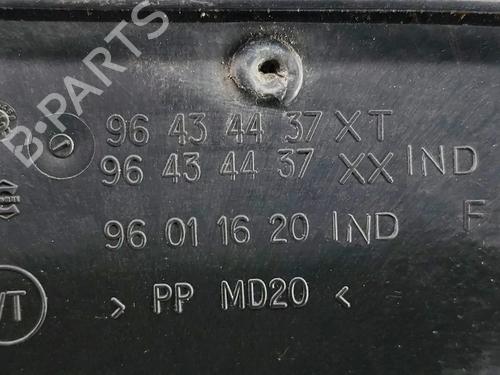 B-PARTS
96 43 44 37 XT
96 43 44 37 XX IND
96 01 16 20 IND F
> PP MD20 <